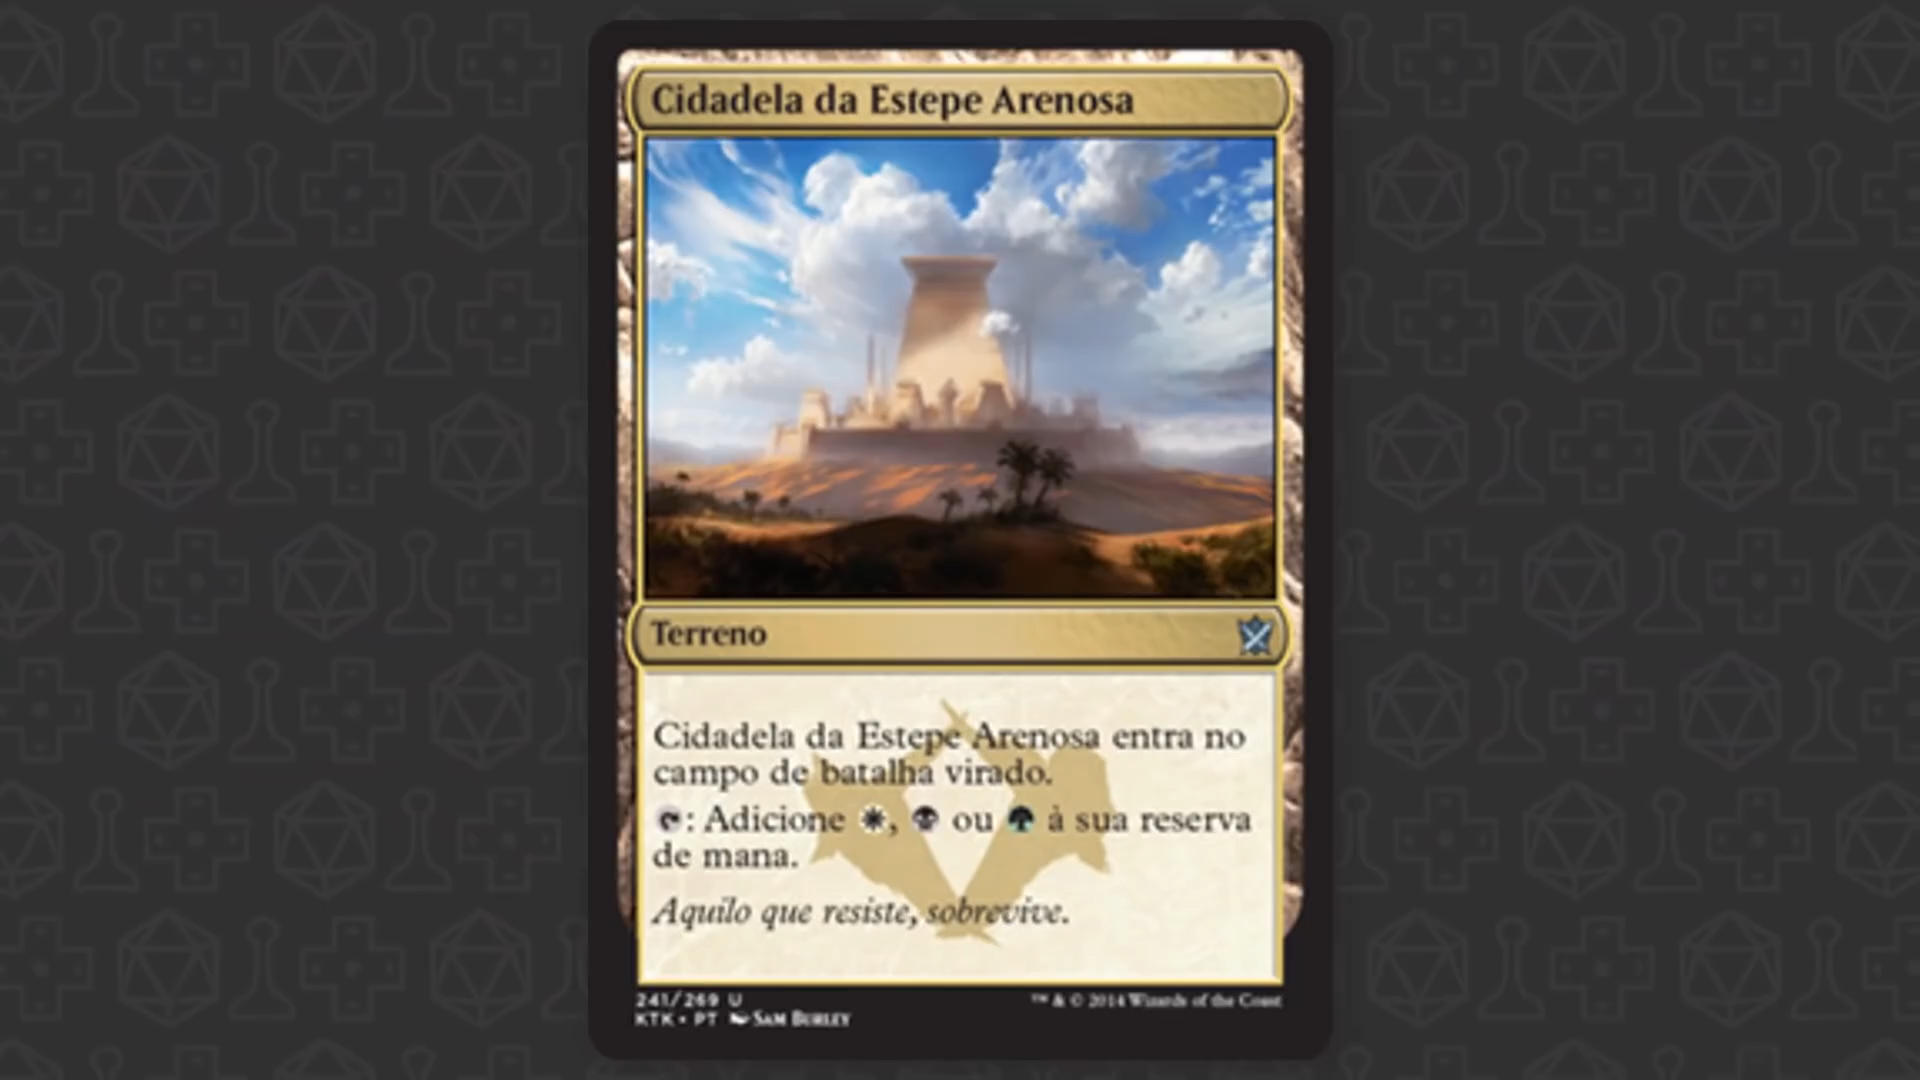 Cidadela da Estepe Arenosa
Terreno
Cidadela da Estepe Arenosa entra no
campo de batalha virado.
: Adicione , ou à sua reserva
de mana.
Aquilo que resiste, sobrevive.
241/269 U
™ & © 2014 Wizards of the Coast
KTK • PT Sam Burley